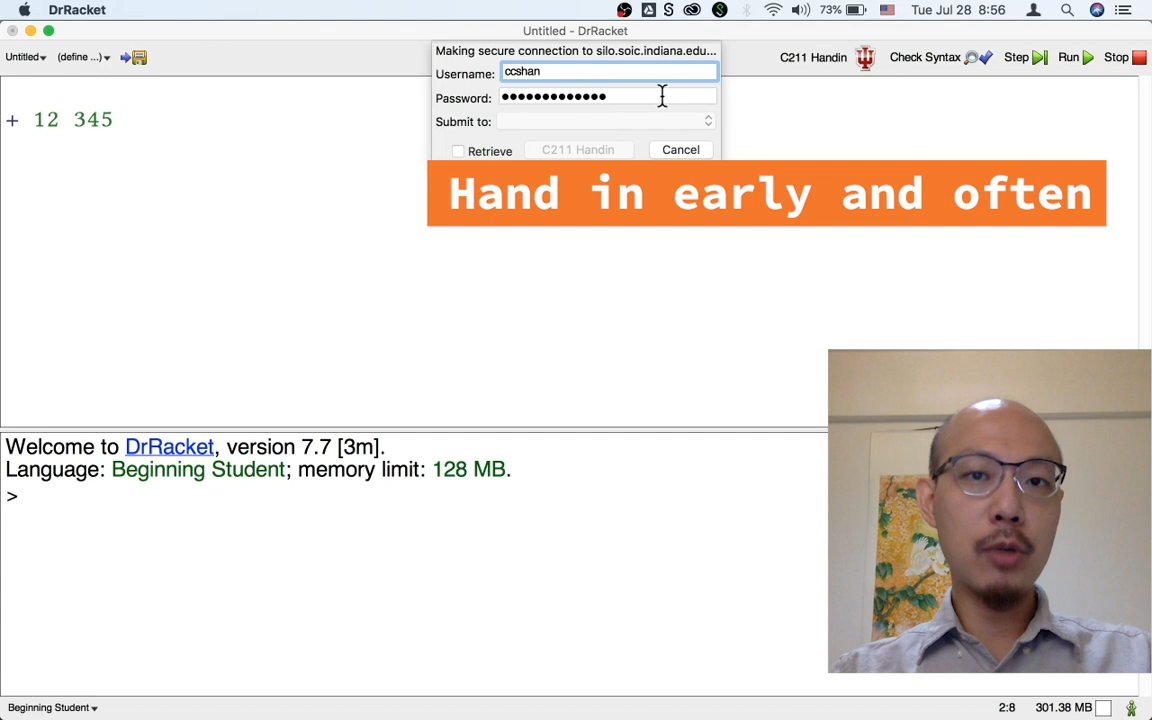 DrRacket
73%
Tue Jul 28 8:56
Untitled - DrRacket
Untitled
(define ...)
C211 Handin
Check Syntax
Step
Run
Stop
Making secure connection to silo.soic.indiana.edu...
Username: ccshan
Password: ●●●●●●●●●●●●●
Submit to:
Retrieve
C211 Handin
Cancel
+ 12 345
Hand in early and often
Welcome to DrRacket, version 7.7 [3m].
Language: Beginning Student; memory limit: 128 MB.
>
Beginning Student
2:8
301.38 MB